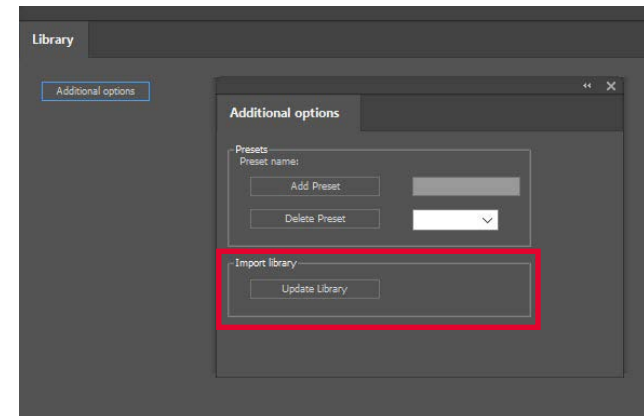 Library
Additional options
Additional options
Presets
Preset name:
Add Preset
Delete Preset
Import library
Update Library